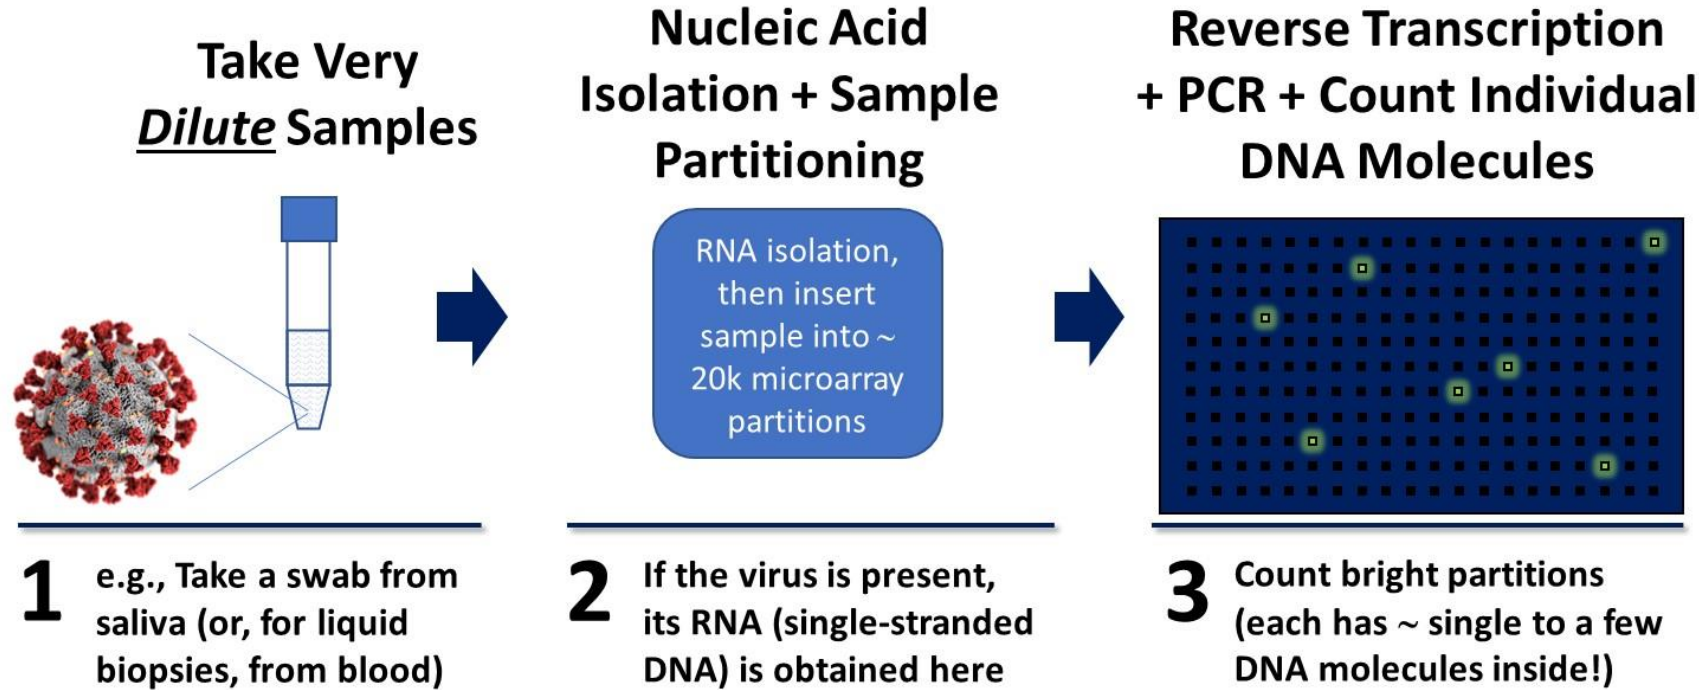 Take Very
Dilute Samples
Nucleic Acid
Isolation + Sample
Partitioning
Reverse Transcription
+ PCR + Count Individual
DNA Molecules
RNA isolation,
then insert
sample into ~
20k microarray
partitions
1
e.g., Take a swab from
saliva (or, for liquid
biopsies, from blood)
2
If the virus is present,
its RNA (single-stranded
DNA) is obtained here
3
Count bright partitions
(each has ~ single to a few
DNA molecules inside!)